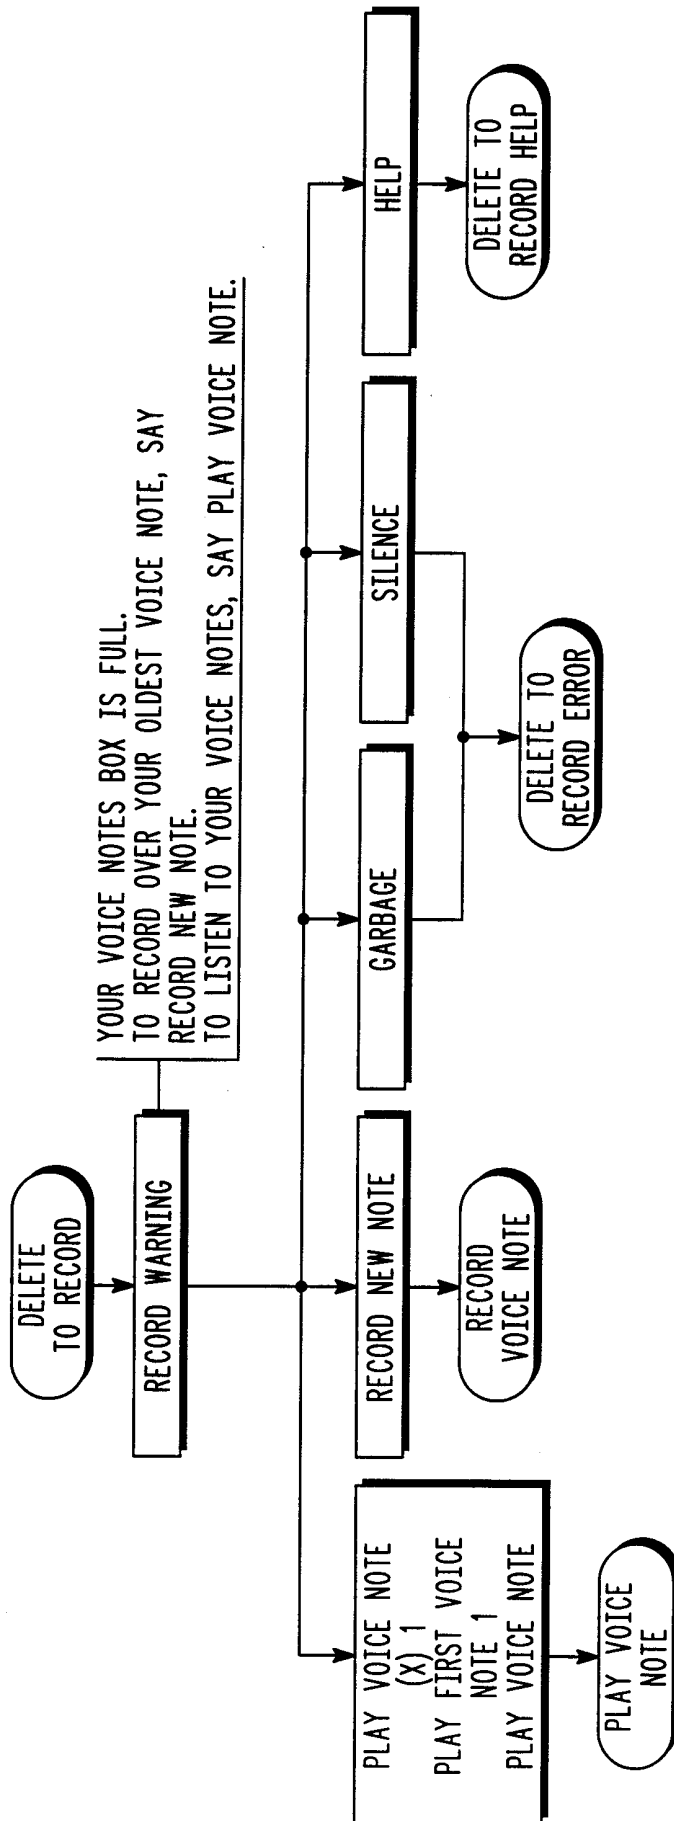 DELETE
TO RECORD
RECORD WARNING
YOUR VOICE NOTES BOX IS FULL.
TO RECORD OVER YOUR OLDEST VOICE NOTE, SAY
RECORD NEW NOTE.
TO LISTEN TO YOUR VOICE NOTES, SAY PLAY VOICE NOTE.
PLAY VOICE NOTE
(X) 1
PLAY FIRST VOICE
NOTE 1
PLAY VOICE NOTE
RECORD NEW NOTE
GARBAGE
SILENCE
HELP
PLAY VOICE
NOTE
RECORD
VOICE NOTE
DELETE TO
RECORD ERROR
DELETE TO
RECORD HELP